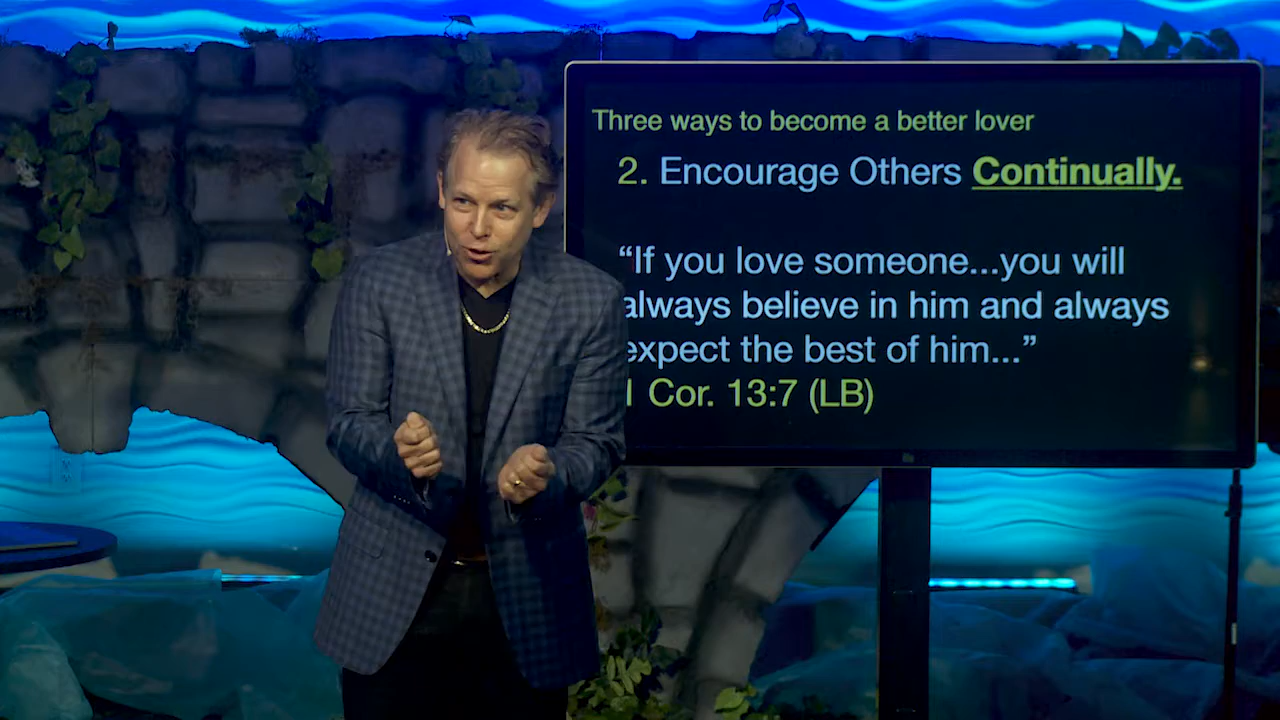 Three ways to become a better lover
2. Encourage Others Continually.
“If you love someone...you will
always believe in him and always
expect the best of him...”
1 Cor. 13:7 (LB)